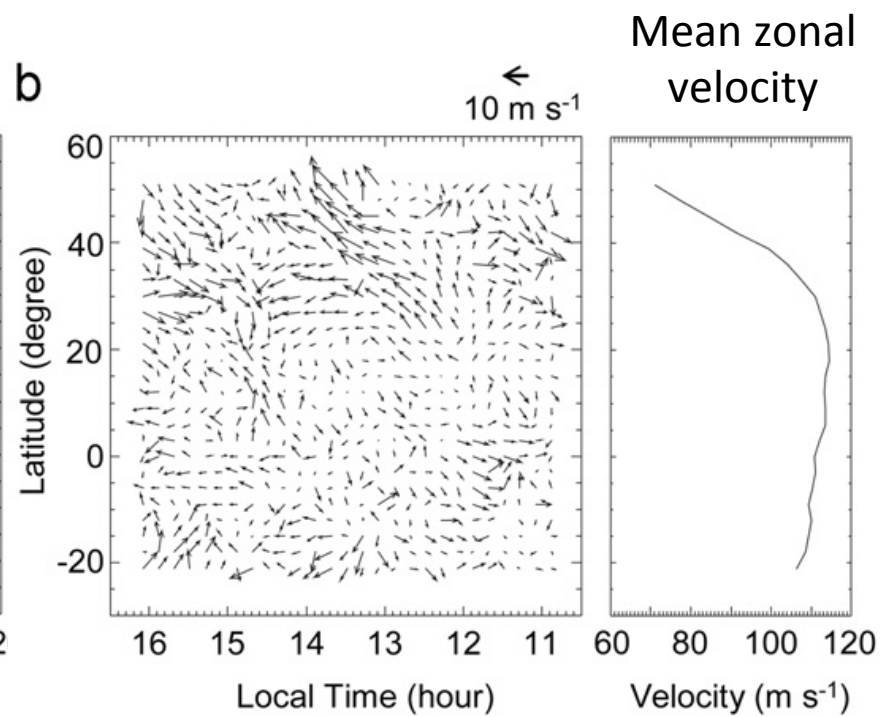 Mean zonal
velocity
b
10 m s⁻¹
60
40
20
0
-20
Latitude (degree)
16 15 14 13 12 11
Local Time (hour)
60 80 100 120
Velocity (m s⁻¹)
2